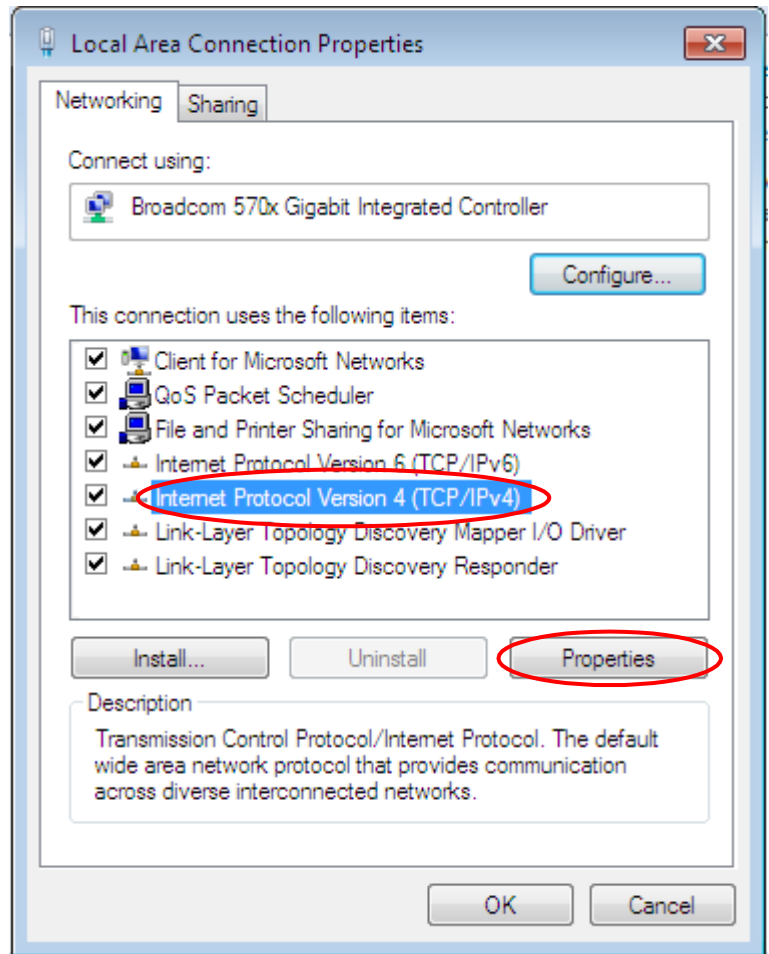 Local Area Connection Properties
Networking Sharing
Connect using:
Broadcom 570x Gigabit Integrated Controller
Configure...
This connection uses the following items:
Client for Microsoft Networks
QoS Packet Scheduler
File and Printer Sharing for Microsoft Networks
Internet Protocol Version 6 (TCP/IPv6)
Internet Protocol Version 4 (TCP/IPv4)
Link-Layer Topology Discovery Mapper I/O Driver
Link-Layer Topology Discovery Responder
Install... Uninstall Properties
Description
Transmission Control Protocol/Internet Protocol. The default
wide area network protocol that provides communication
across diverse interconnected networks.
OK Cancel